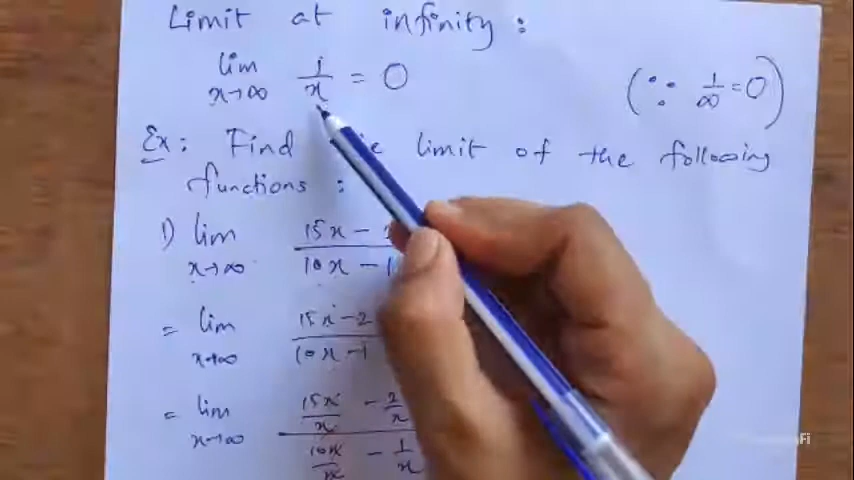 Limit at infinity :
lim x→∞ 1/x = 0 (∵ 1/∞ = 0)
Ex: Find limit of the following
functions :
1) lim x→∞ 15x -  / 10x - 1
= lim x→∞ 15x - 2 / 10x - 1
= lim x→∞ 15x/x - 2/x / 10x/x - 1/x